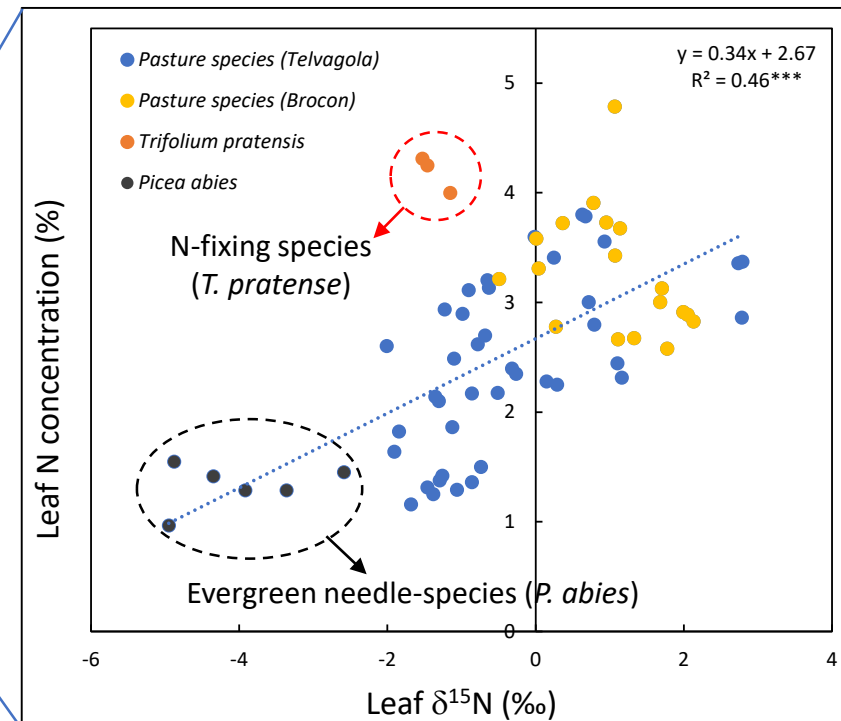 Pasture species (Telvagola)
Pasture species (Brocon)
Trifolium pratensis
Picea abies
y = 0.34x + 2.67
R² = 0.46***
N-fixing species
(T. pratense)
Evergreen needle-species (P. abies)
Leaf N concentration (%)
5
4
3
2
1
0
-6 -4 -2 0 2 4
Leaf δ¹⁵N (‰)